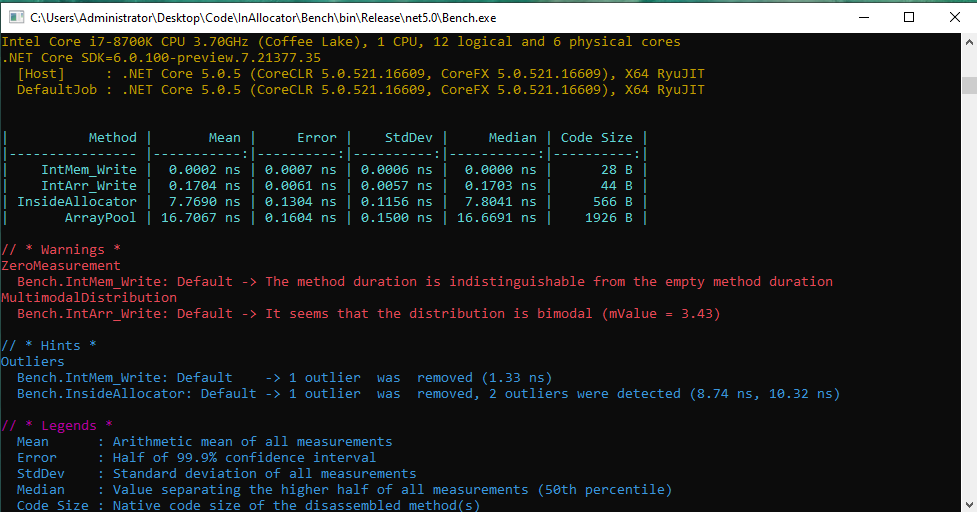 C:\Users\Administrator\Desktop\Code\InAllocator\Bench\bin\Release\net5.0\Bench.exe
Intel Core i7-8700K CPU 3.70GHz (Coffee Lake), 1 CPU, 12 logical and 6 physical cores
.NET Core SDK=6.0.100-preview.7.21377.35
  [Host]     : .NET Core 5.0.5 (CoreCLR 5.0.521.16609, CoreFX 5.0.521.16609), X64 RyuJIT
  DefaultJob : .NET Core 5.0.5 (CoreCLR 5.0.521.16609, CoreFX 5.0.521.16609), X64 RyuJIT
|          Method |       Mean |     Error |    StdDev |     Median | Code Size |
|---------------- |-----------:|----------:|----------:|-----------:|----------:|
|    IntMem_Write |  0.0002 ns | 0.0007 ns | 0.0006 ns |  0.0000 ns |      28 B |
|    IntArr_Write |  0.1704 ns | 0.0061 ns | 0.0057 ns |  0.1703 ns |      44 B |
| InsideAllocator |  7.7690 ns | 0.1304 ns | 0.1156 ns |  7.8041 ns |     566 B |
|       ArrayPool | 16.7067 ns | 0.1604 ns | 0.1500 ns | 16.6691 ns |    1926 B |
// * Warnings *
ZeroMeasurement
  Bench.IntMem_Write: Default -> The method duration is indistinguishable from the empty method duration
MultimodalDistribution
  Bench.IntArr_Write: Default -> It seems that the distribution is bimodal (mValue = 3.43)
// * Hints *
Outliers
  Bench.IntMem_Write: Default    -> 1 outlier  was  removed (1.33 ns)
  Bench.InsideAllocator: Default -> 1 outlier  was  removed, 2 outliers were detected (8.74 ns, 10.32 ns)
// * Legends *
  Mean      : Arithmetic mean of all measurements
  Error     : Half of 99.9% confidence interval
  StdDev    : Standard deviation of all measurements
  Median    : Value separating the higher half of all measurements (50th percentile)
  Code Size : Native code size of the disassembled method(s)